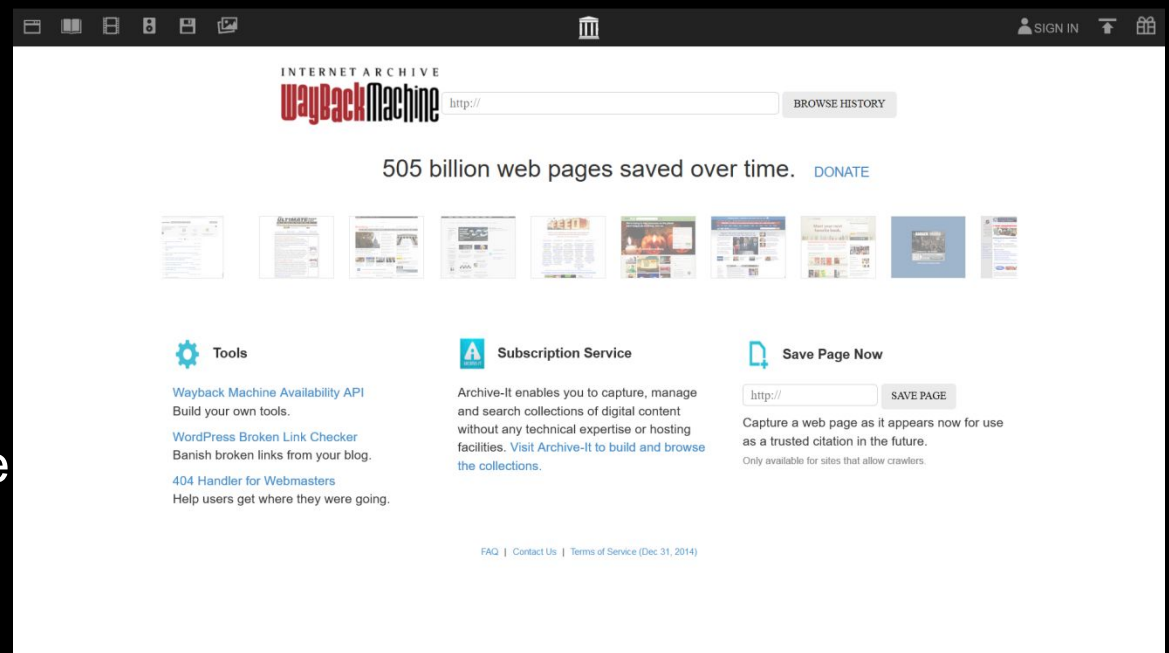 SIGN IN
INTERNET ARCHIVE
WayBackMachine
http://
BROWSE HISTORY
505 billion web pages saved over time. DONATE
Tools
Wayback Machine Availability API
Build your own tools.
WordPress Broken Link Checker
Banish broken links from your blog.
404 Handler for Webmasters
Help users get where they were going.
Subscription Service
Archive-It enables you to capture, manage
and search collections of digital content
without any technical expertise or hosting
facilities. Visit Archive-It to build and browse
the collections.
Save Page Now
http://
SAVE PAGE
Capture a web page as it appears now for use
as a trusted citation in the future.
Only available for sites that allow crawlers.
FAQ | Contact Us | Terms of Service (Dec 31, 2014)